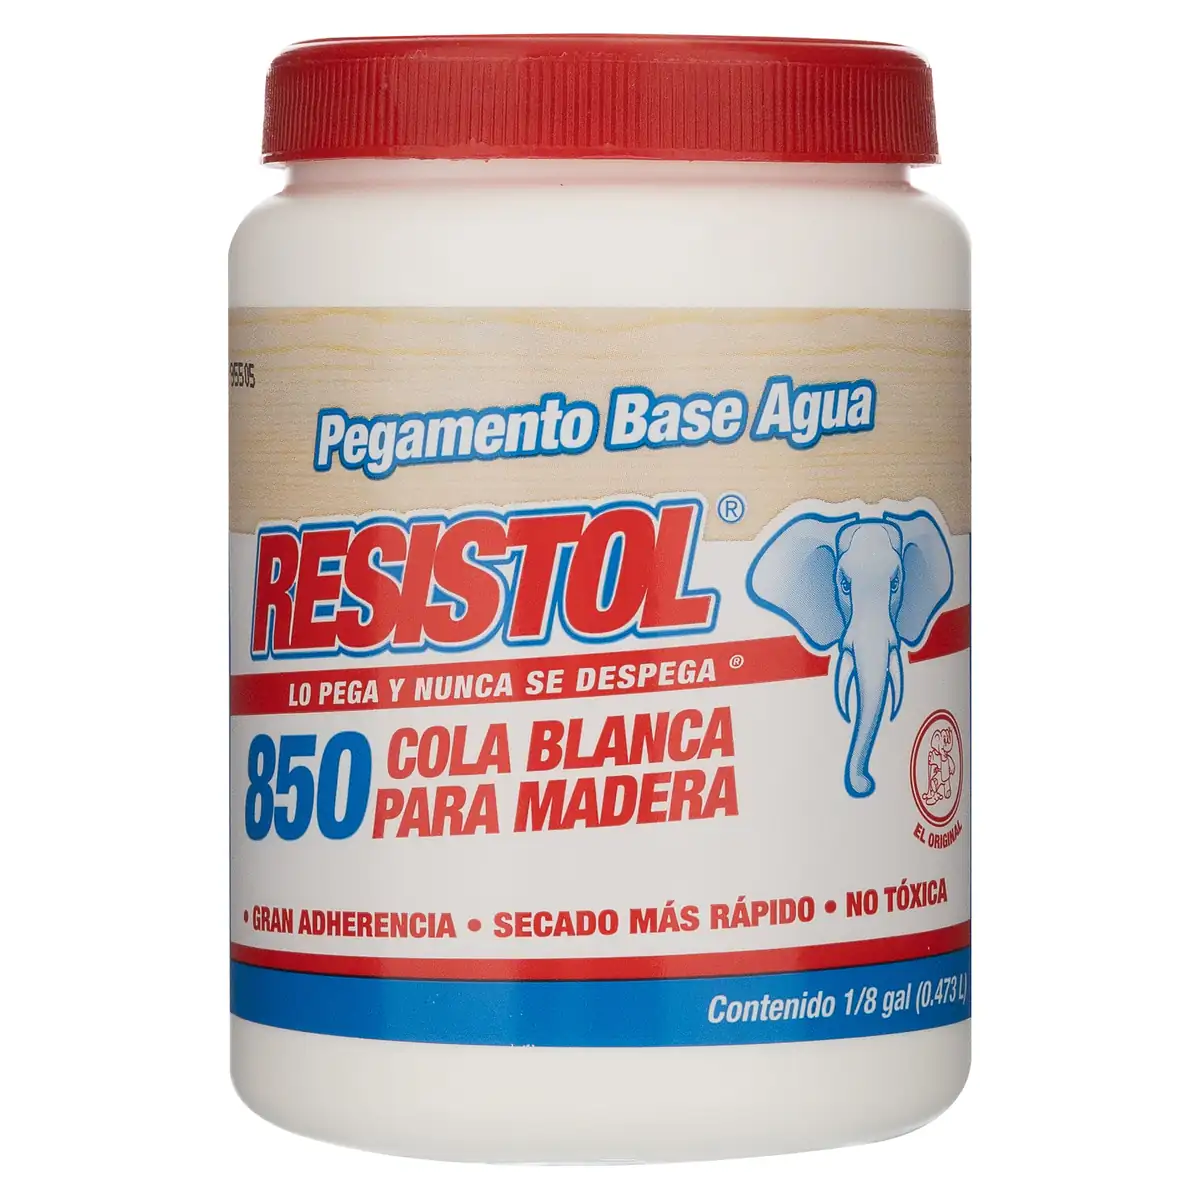 95505
Pegamento Base Agua
RESISTOL®
LO PEGA Y NUNCA SE DESPEGA®
850 COLA BLANCA
PARA MADERA
EL ORIGINAL
• GRAN ADHERENCIA • SECADO MÁS RÁPIDO • NO TÓXICA
Contenido 1/8 gal (0.473 L)